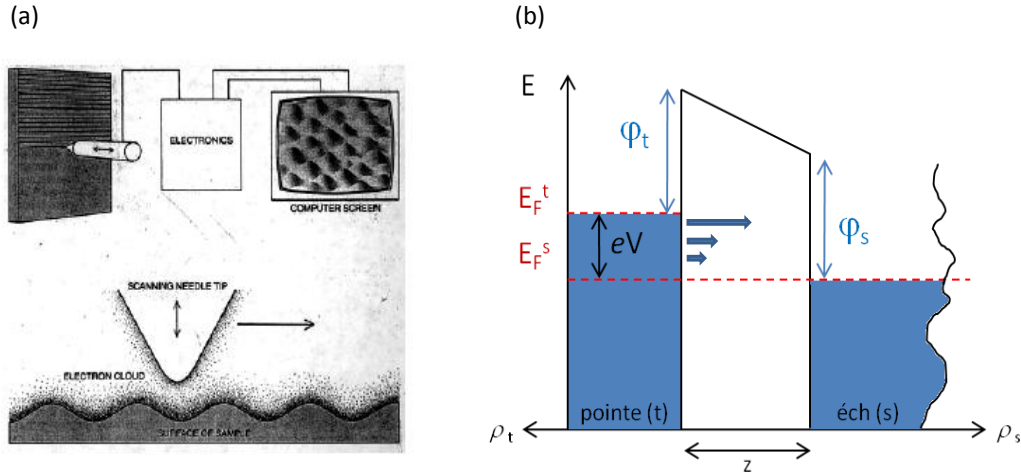 (a)
ELECTRONICS
COMPUTER SCREEN
SCANNING NEEDLE TIP
ELECTRON CLOUD
SURFACE OF SAMPLE
(b)
E
φt
EFt
eV
EFs
φs
pointe (t)
éch (s)
ρt
z
ρs